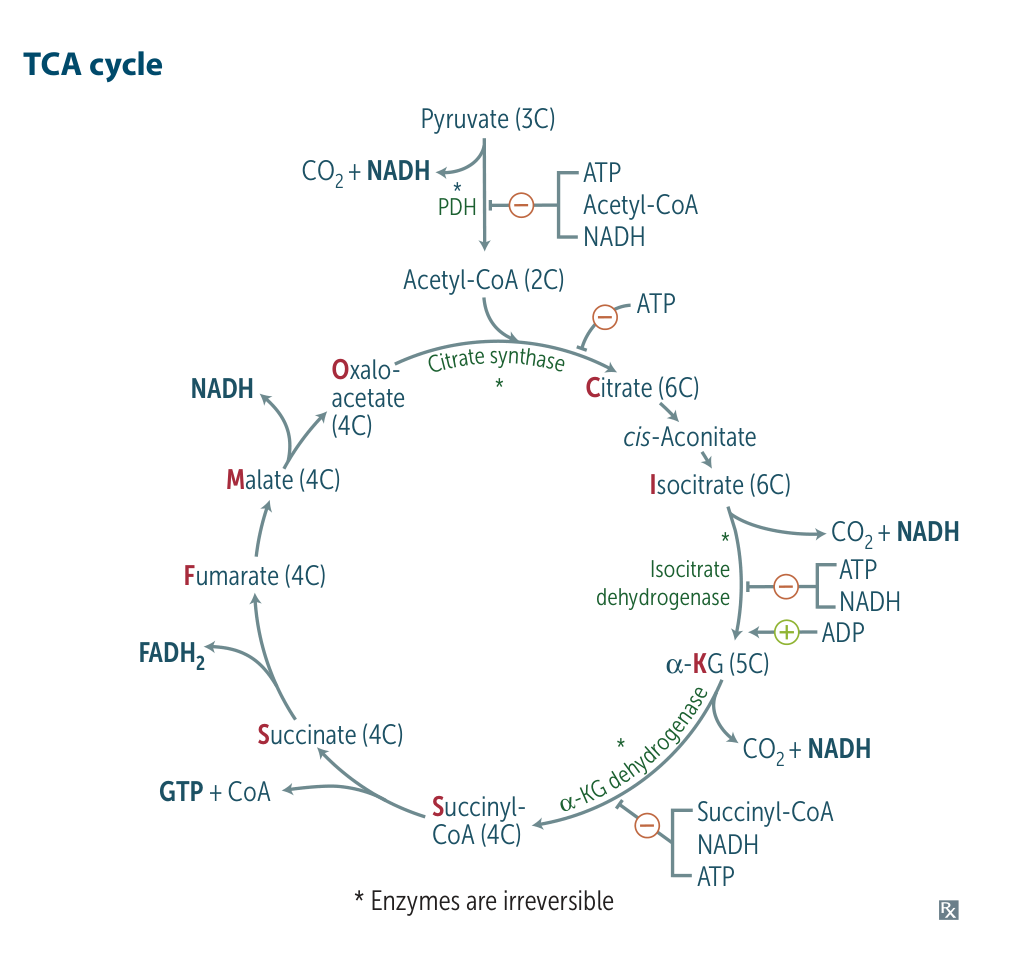 TCA cycle
Pyruvate (3C)
CO2 + NADH
*
PDH
−
ATP
Acetyl-CoA
NADH
Acetyl-CoA (2C)
−
ATP
Citrate synthase
*
Oxalo-
acetate
(4C)
NADH
Citrate (6C)
cis-Aconitate
Isocitrate (6C)
CO2 + NADH
*
Isocitrate
dehydrogenase
−
ATP
NADH
+
ADP
α-KG (5C)
CO2 + NADH
*
α-KG dehydrogenase
−
Succinyl-CoA
NADH
ATP
Succinyl-
CoA (4C)
GTP + CoA
Succinate (4C)
FADH2
Fumarate (4C)
Malate (4C)
* Enzymes are irreversible
Rx